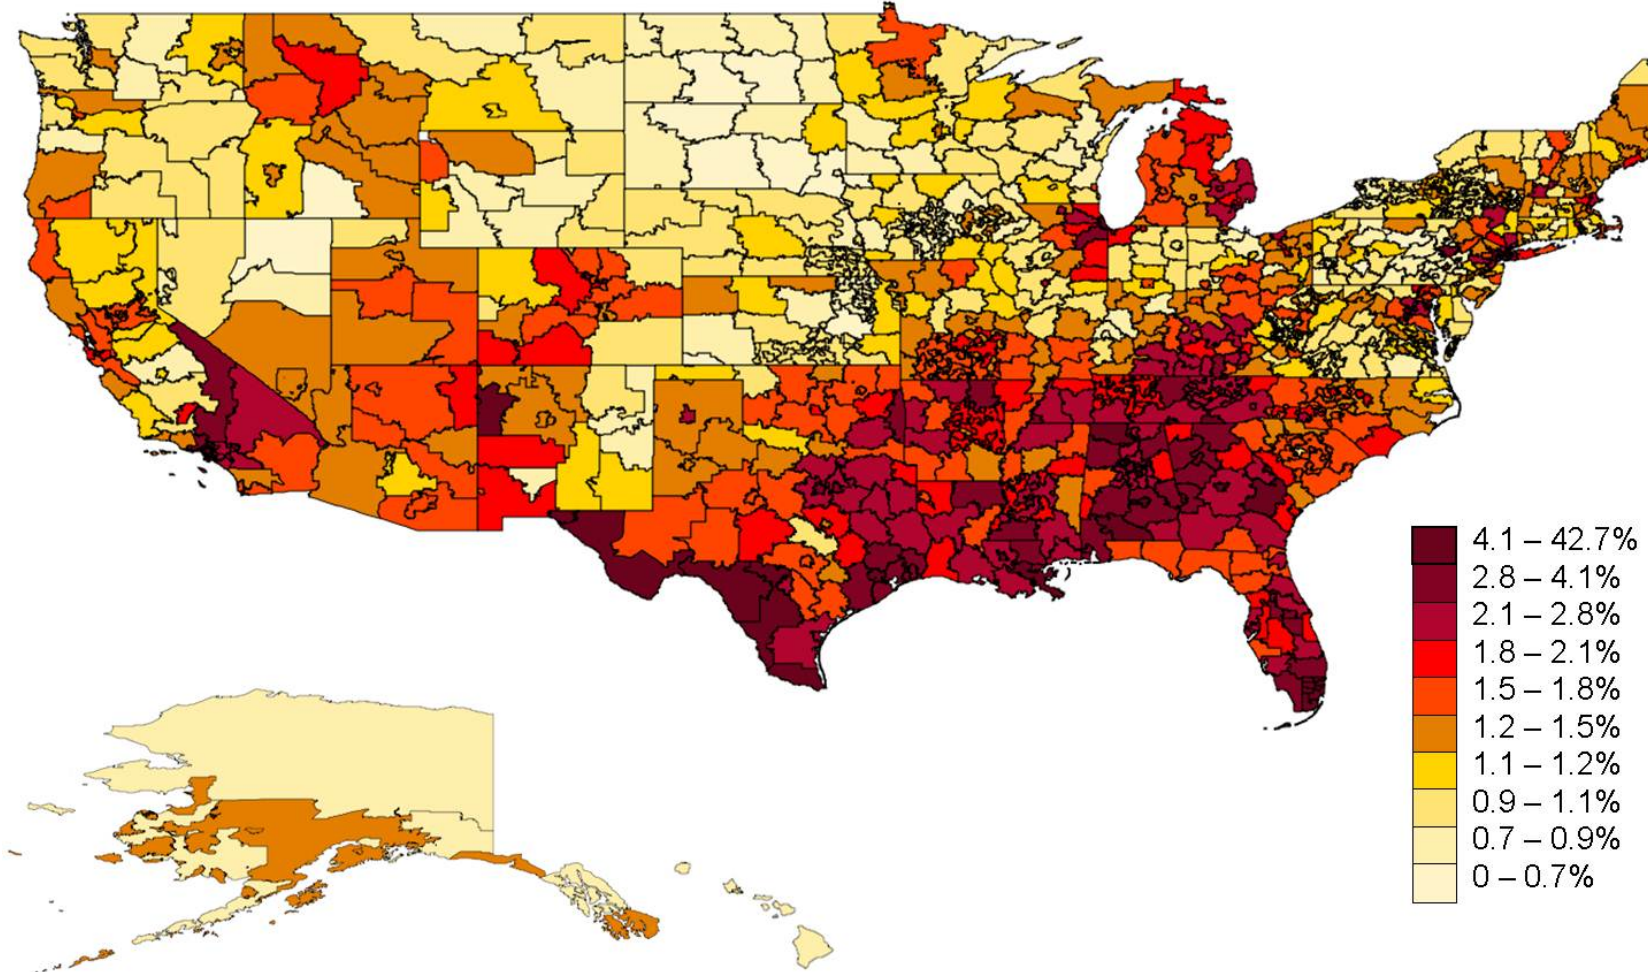 4.1 – 42.7%
2.8 – 4.1%
2.1 – 2.8%
1.8 – 2.1%
1.5 – 1.8%
1.2 – 1.5%
1.1 – 1.2%
0.9 – 1.1%
0.7 – 0.9%
0 – 0.7%